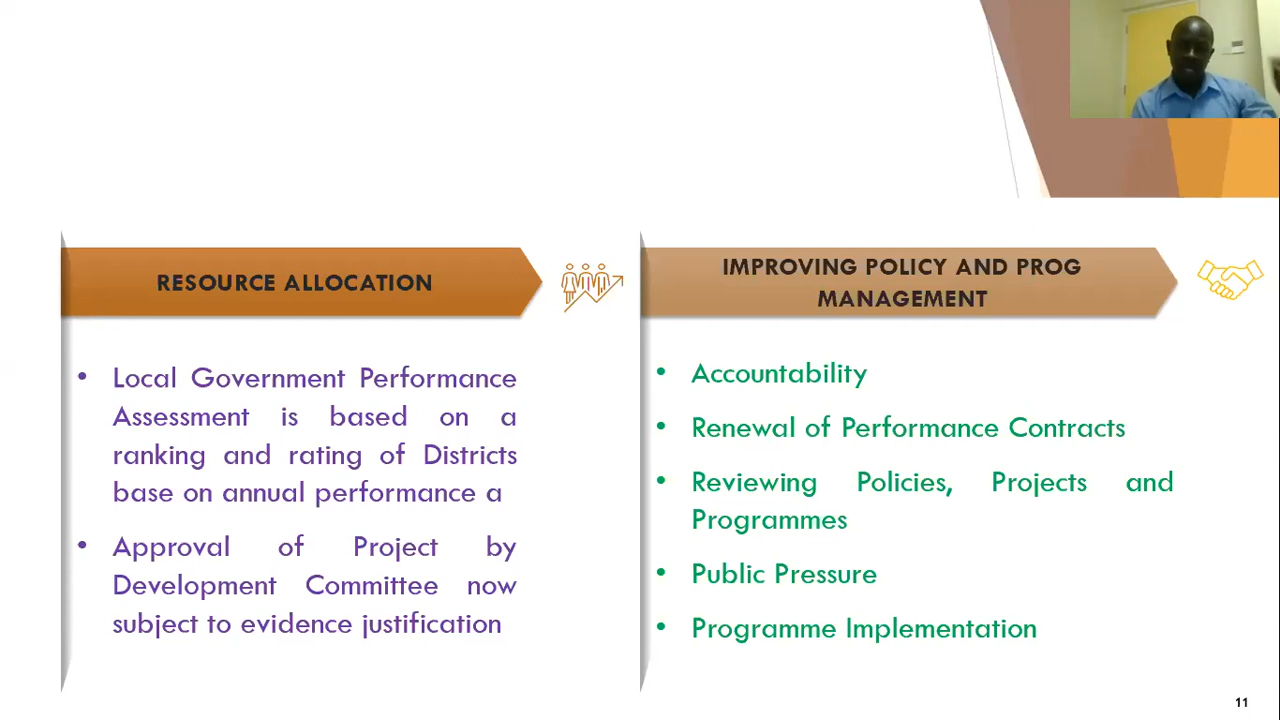 RESOURCE ALLOCATION
• Local Government Performance
Assessment is based on a
ranking and rating of Districts
base on annual performance a
• Approval of Project by
Development Committee now
subject to evidence justification
IMPROVING POLICY AND PROG
MANAGEMENT
• Accountability
• Renewal of Performance Contracts
• Reviewing Policies, Projects and
Programmes
• Public Pressure
• Programme Implementation
11